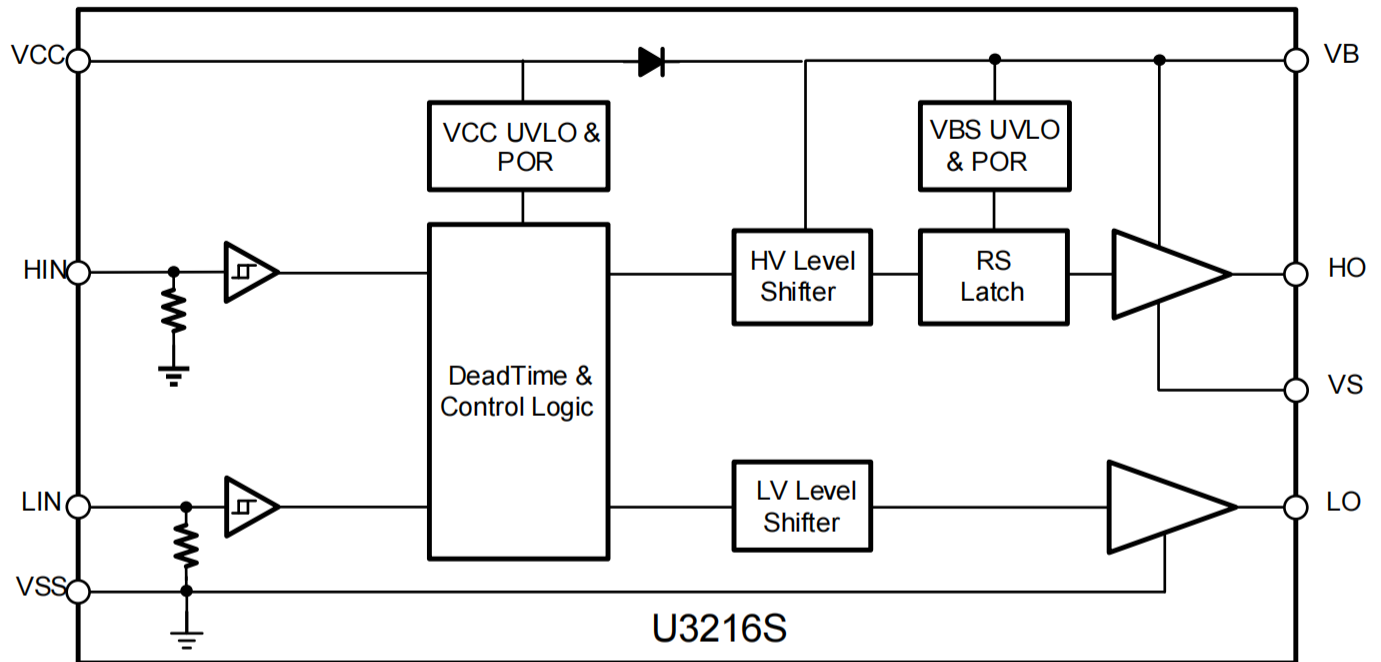 VCC
VB
VCC UVLO &
POR
VBS UVLO
& POR
HIN
HV Level
Shifter
RS
Latch
HO
DeadTime &
Control Logic
VS
LIN
LV Level
Shifter
LO
VSS
U3216S